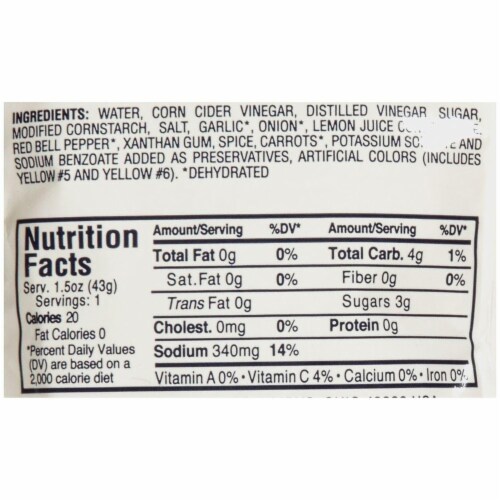 INGREDIENTS: WATER, CORN CIDER VINEGAR, DISTILLED VINEGAR SUGAR,
MODIFIED CORNSTARCH, SALT, GARLIC*, ONION*, LEMON JUICE
RED BELL PEPPER*, XANTHAN GUM, SPICE, CARROTS*, POTASSIUM AND
SODIUM BENZOATE ADDED AS PRESERVATIVES, ARTIFICIAL COLORS (INCLUDES
YELLOW #5 AND YELLOW #6). *DEHYDRATED
Nutrition
Facts
Serv. 1.5oz (43g)
Servings: 1
Calories 20
Fat Calories 0
*Percent Daily Values
(DV) are based on a
2,000 calorie diet
Amount/Serving %DV*
Total Fat 0g 0%
Sat.Fat 0g 0%
Trans Fat 0g
Cholest. 0mg 0%
Sodium 340mg 14%
Amount/Serving %DV*
Total Carb. 4g 1%
Fiber 0g 0%
Sugars 3g
Protein 0g
Vitamin A 0% • Vitamin C 4% • Calcium 0% • Iron 0%